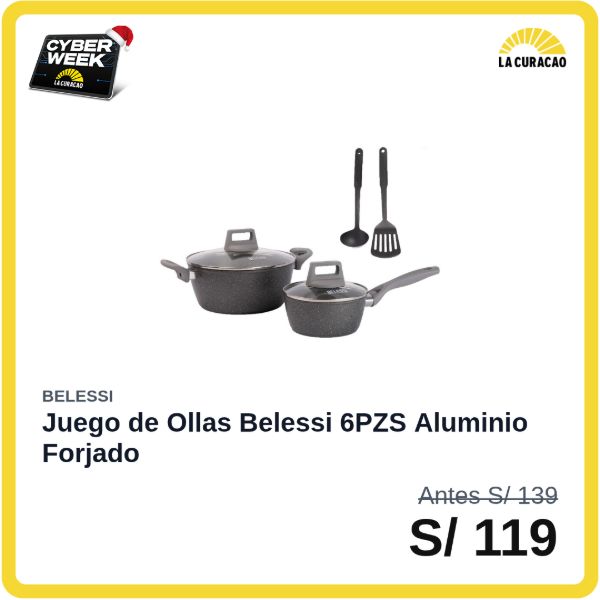 CYBER
WEEK
LA CURACAO
LA CURACAO
BELESSI
Juego de Ollas Belessi 6PZS Aluminio
Forjado
Antes S/ 139
S/ 119